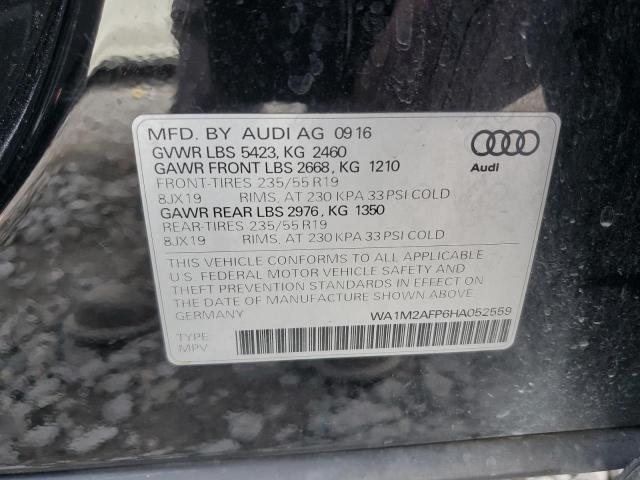 MFD. BY AUDI AG 09 16
GVWR LBS 5423, KG 2460
GAWR FRONT LBS 2668, KG 1210
FRONT-TIRES 235/55 R19
8JX19 RIMS, AT 230 KPA 33 PSI COLD
GAWR REAR LBS 2976, KG 1350
REAR-TIRES 235/55 R19
8JX19 RIMS, AT 230 KPA 33 PSI COLD
Audi
THIS VEHICLE CONFORMS TO ALL APPLICABLE
U.S. FEDERAL MOTOR VEHICLE SAFETY AND
THEFT PREVENTION STANDARDS IN EFFECT ON
THE DATE OF MANUFACTURE SHOWN ABOVE.
GERMANY WA1M2AFP6HA052559
TYPE
MPV